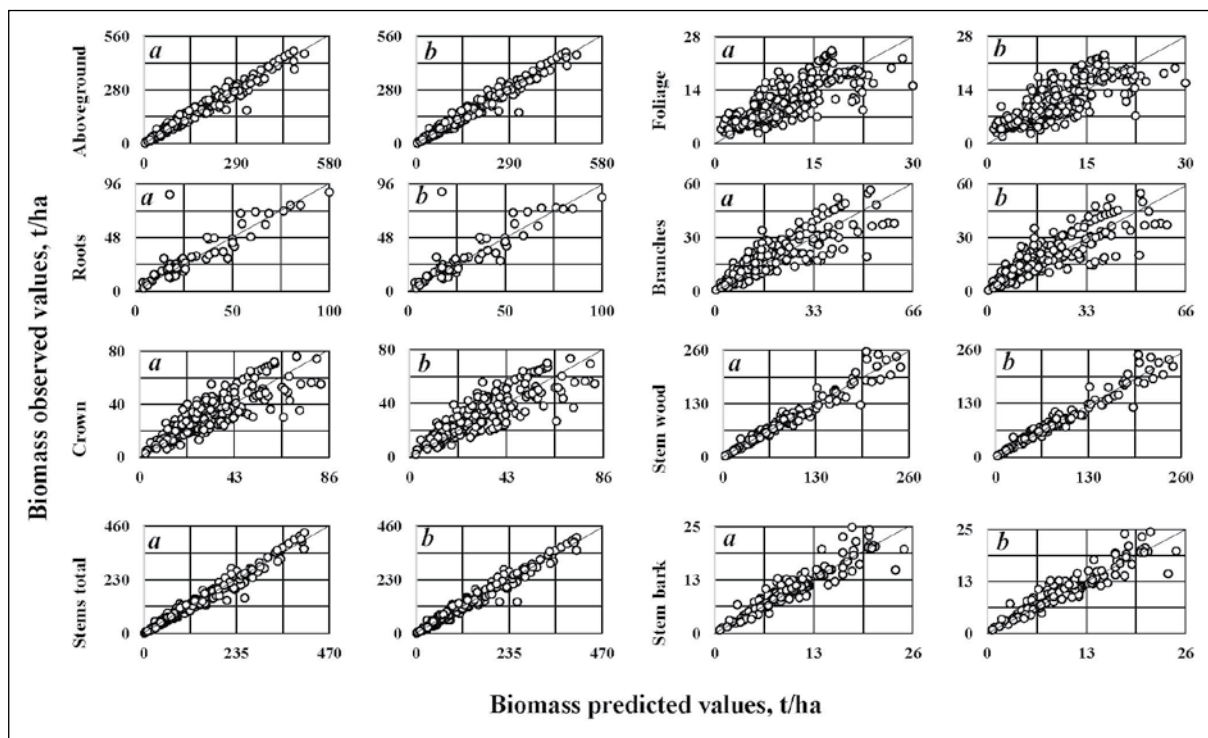 Biomass observed values, t/ha
Aboveground
560
280
0
a
0 290 580
b
0 290 580
Foliage
28
14
0
a
0 15 30
28
14
0
b
0 15 30
Roots
96
48
0
a
0 50 100
96
48
0
b
0 50 100
Branches
60
30
0
a
0 33 66
60
30
0
b
0 33 66
Crown
80
40
0
a
0 43 86
80
40
0
b
0 43 86
Stem wood
260
130
0
a
0 130 260
260
130
0
b
0 130 260
Stems total
460
230
0
a
0 235 470
460
230
0
b
0 235 470
Stem bark
25
13
0
a
0 13 26
25
13
0
b
0 13 26
Biomass predicted values, t/ha